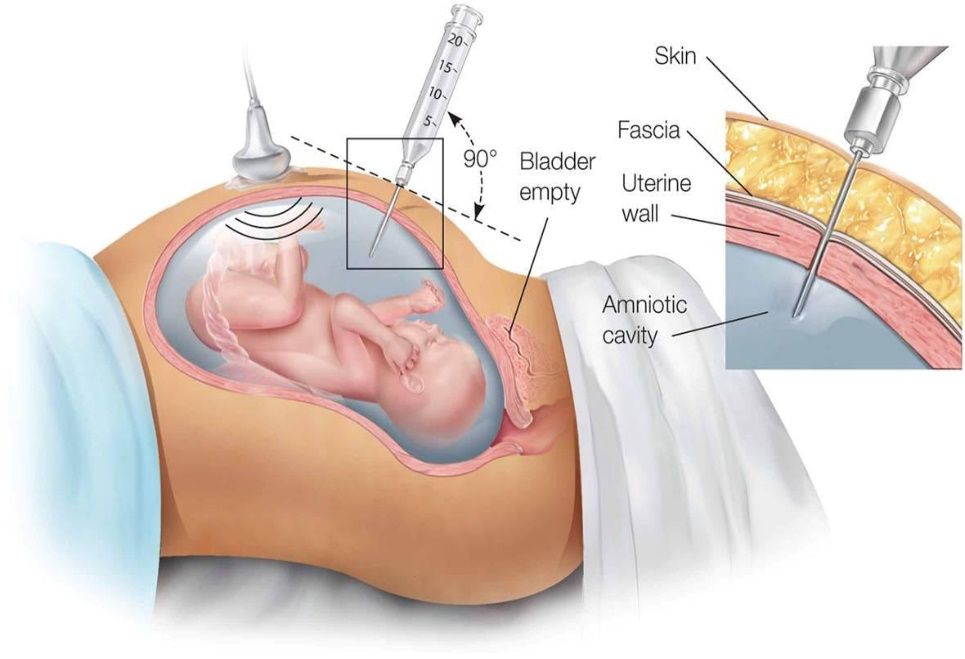 20
15
10
5
90°
Bladder
empty
Skin
Fascia
Uterine
wall
Amniotic
cavity